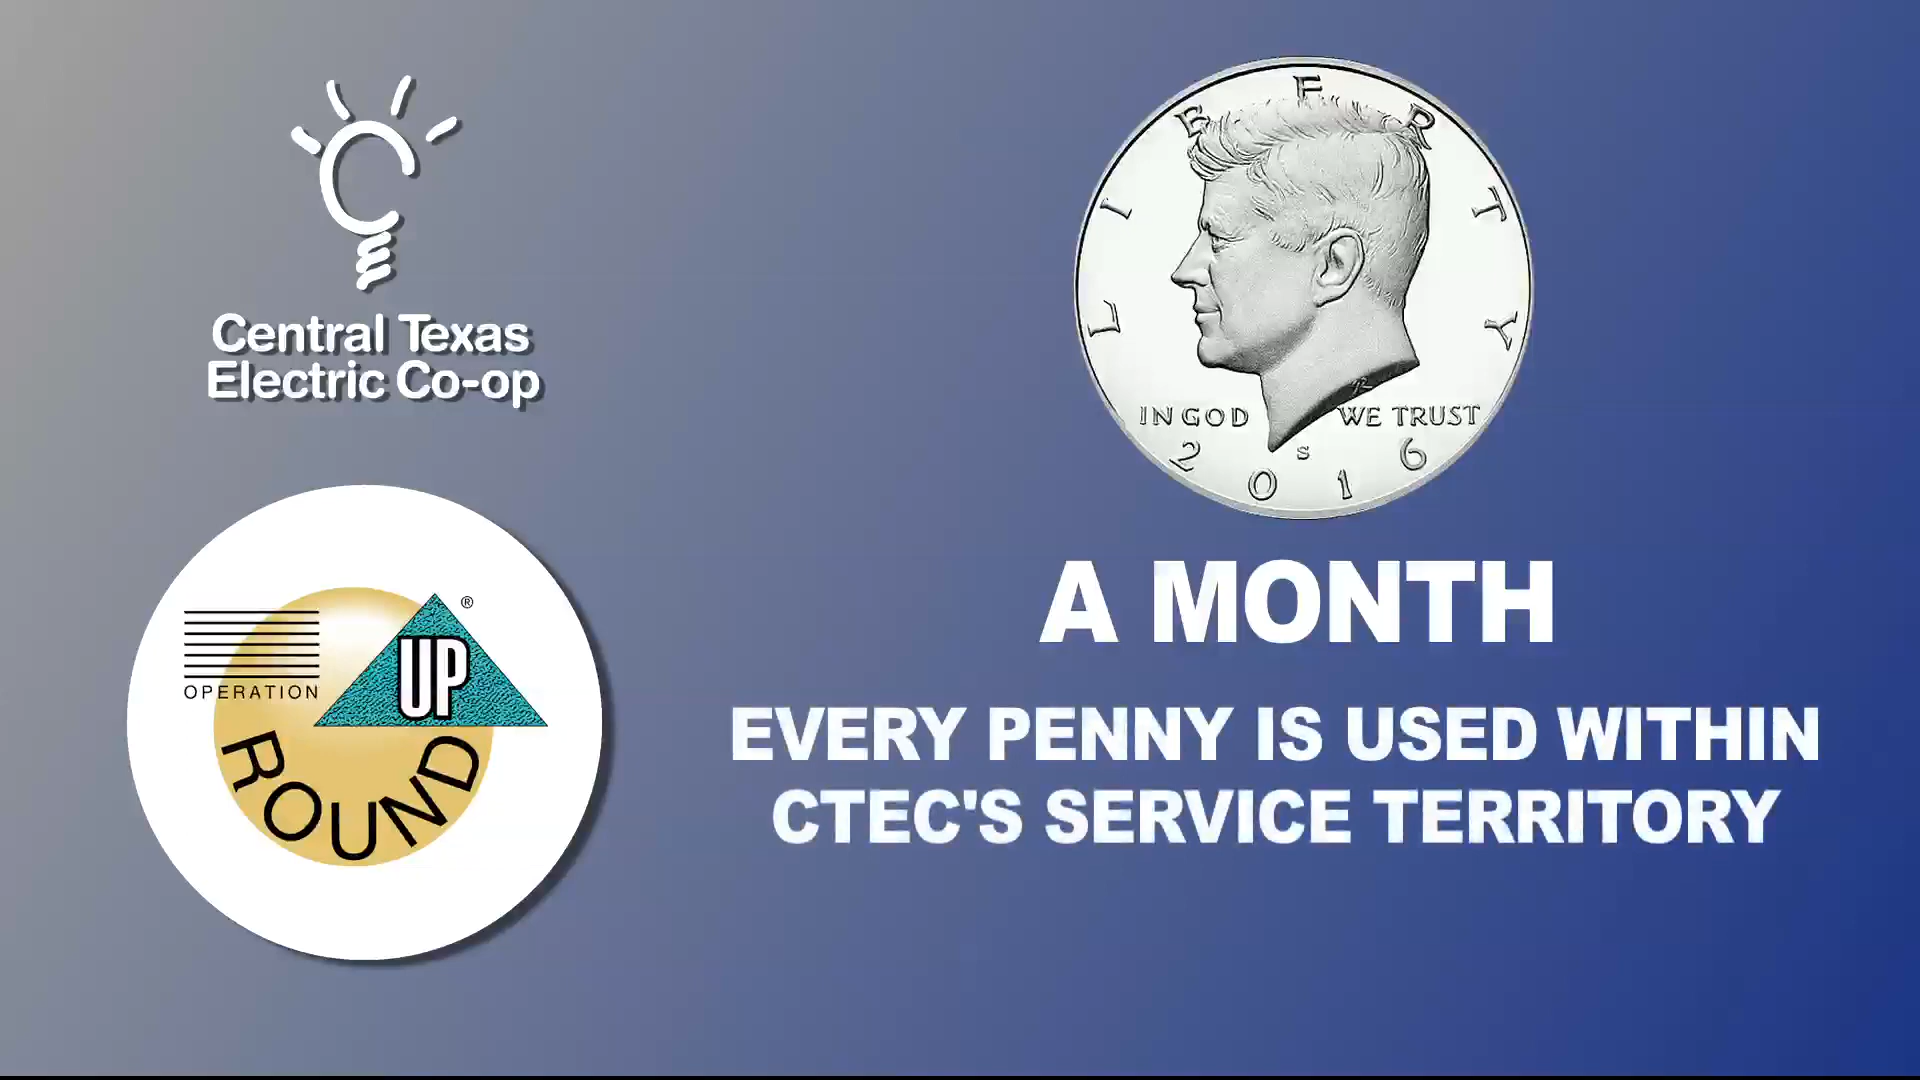 Central Texas
Electric Co-op
OPERATION
ROUND
UP®
LIBERTY
IN GOD WE TRUST
S
2016
A MONTH
EVERY PENNY IS USED WITHIN
CTEC'S SERVICE TERRITORY